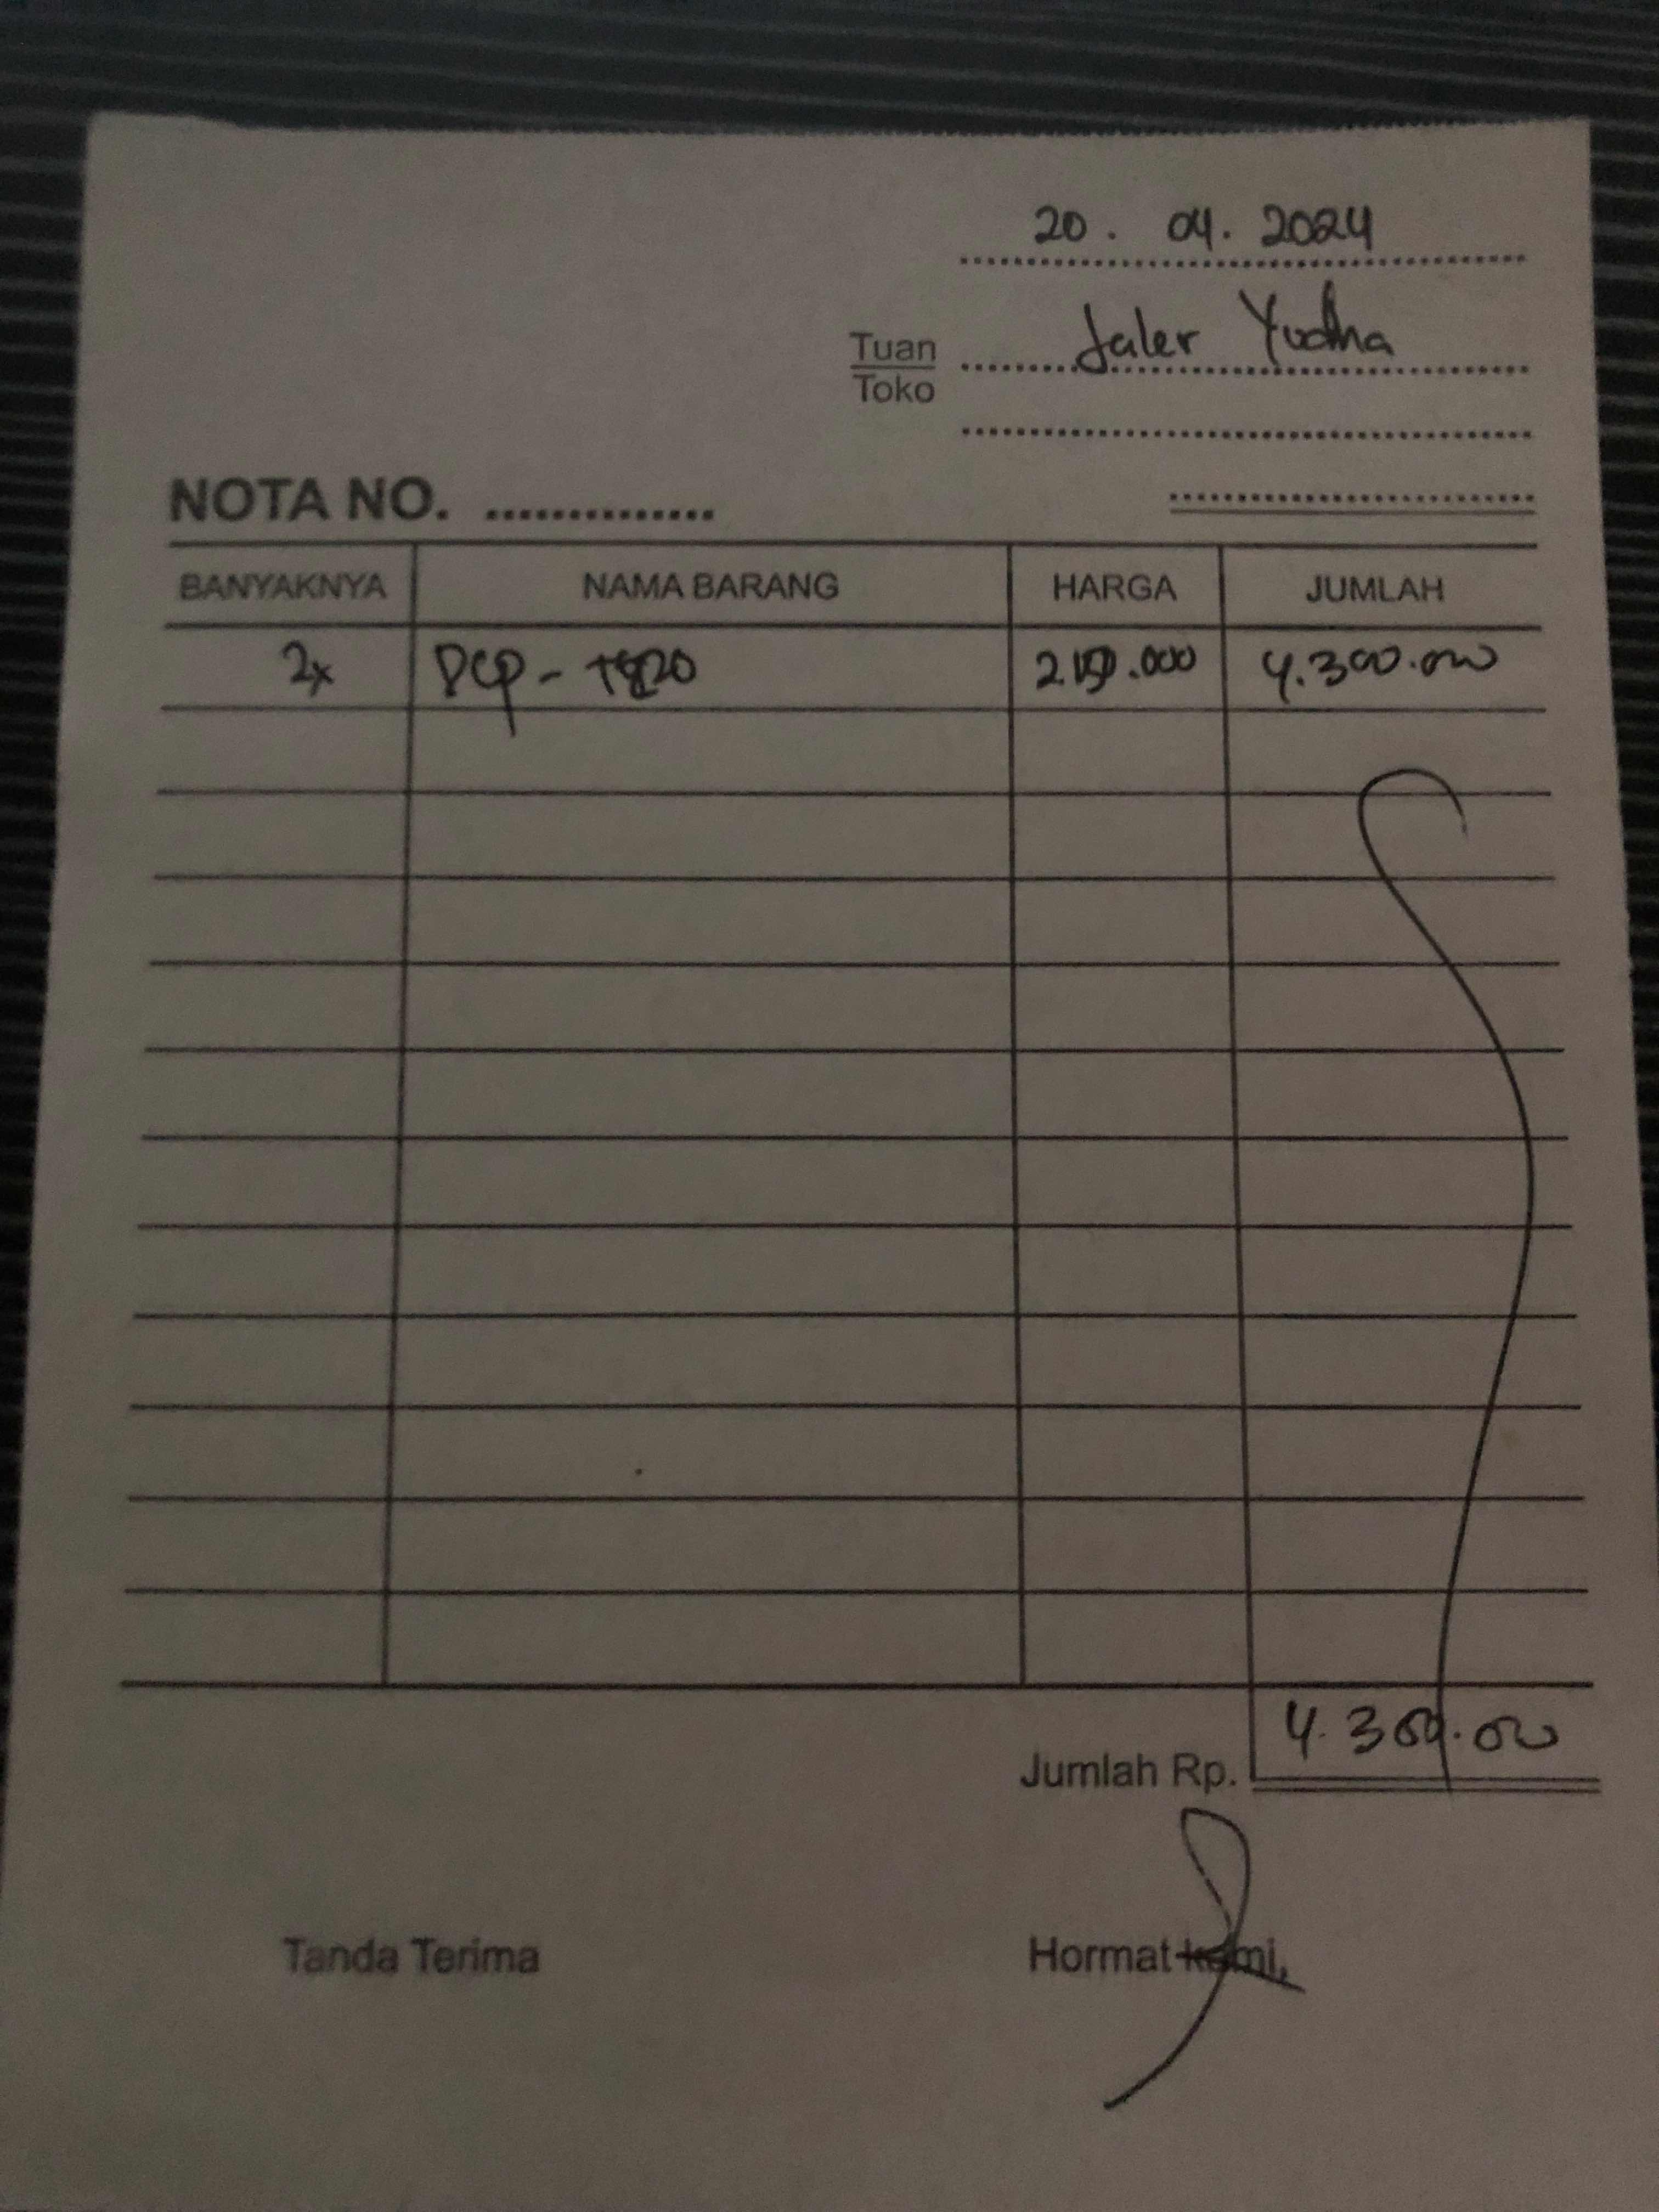 20. 04. 2024
Tuan Jaler Yudha
Toko
NOTA NO. ..............
BANYAKNYA NAMA BARANG HARGA JUMLAH
2x DCP - 2.150.000 4.300.000
Jumlah Rp. 4.300.000
Tanda Terima Hormat kami,